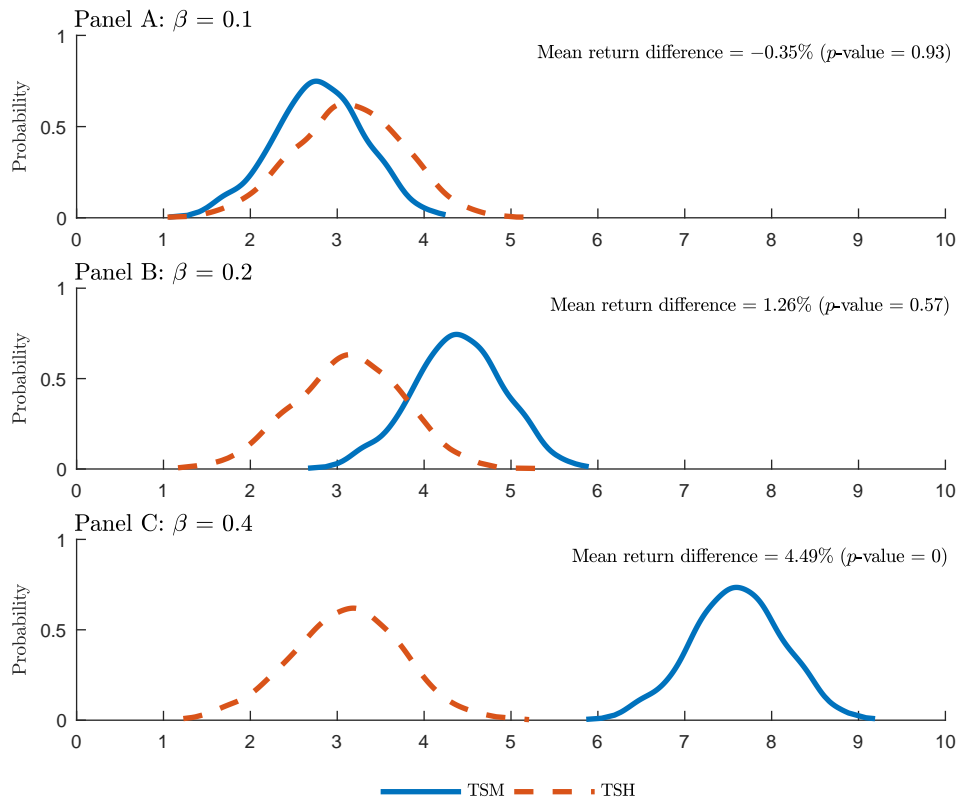 Panel A: β = 0.1
Mean return difference = −0.35% (p-value = 0.93)
Probability
1
0.5
0
0 1 2 3 4 5 6 7 8 9 10
Panel B: β = 0.2
Mean return difference = 1.26% (p-value = 0.57)
Probability
1
0.5
0
0 1 2 3 4 5 6 7 8 9 10
Panel C: β = 0.4
Mean return difference = 4.49% (p-value = 0)
Probability
1
0.5
0
0 1 2 3 4 5 6 7 8 9 10
TSM TSH